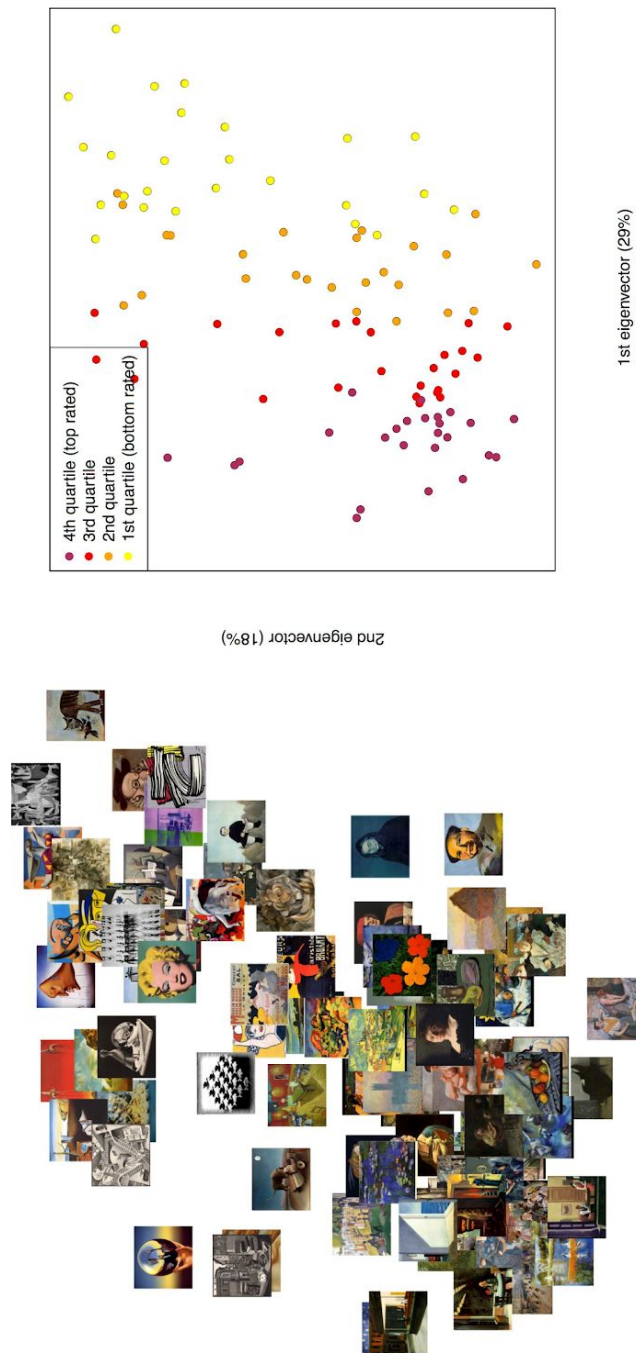 4th quartile (top rated)
3rd quartile
2nd quartile
1st quartile (bottom rated)
1st eigenvector (29%)
2nd eigenvector (18%)